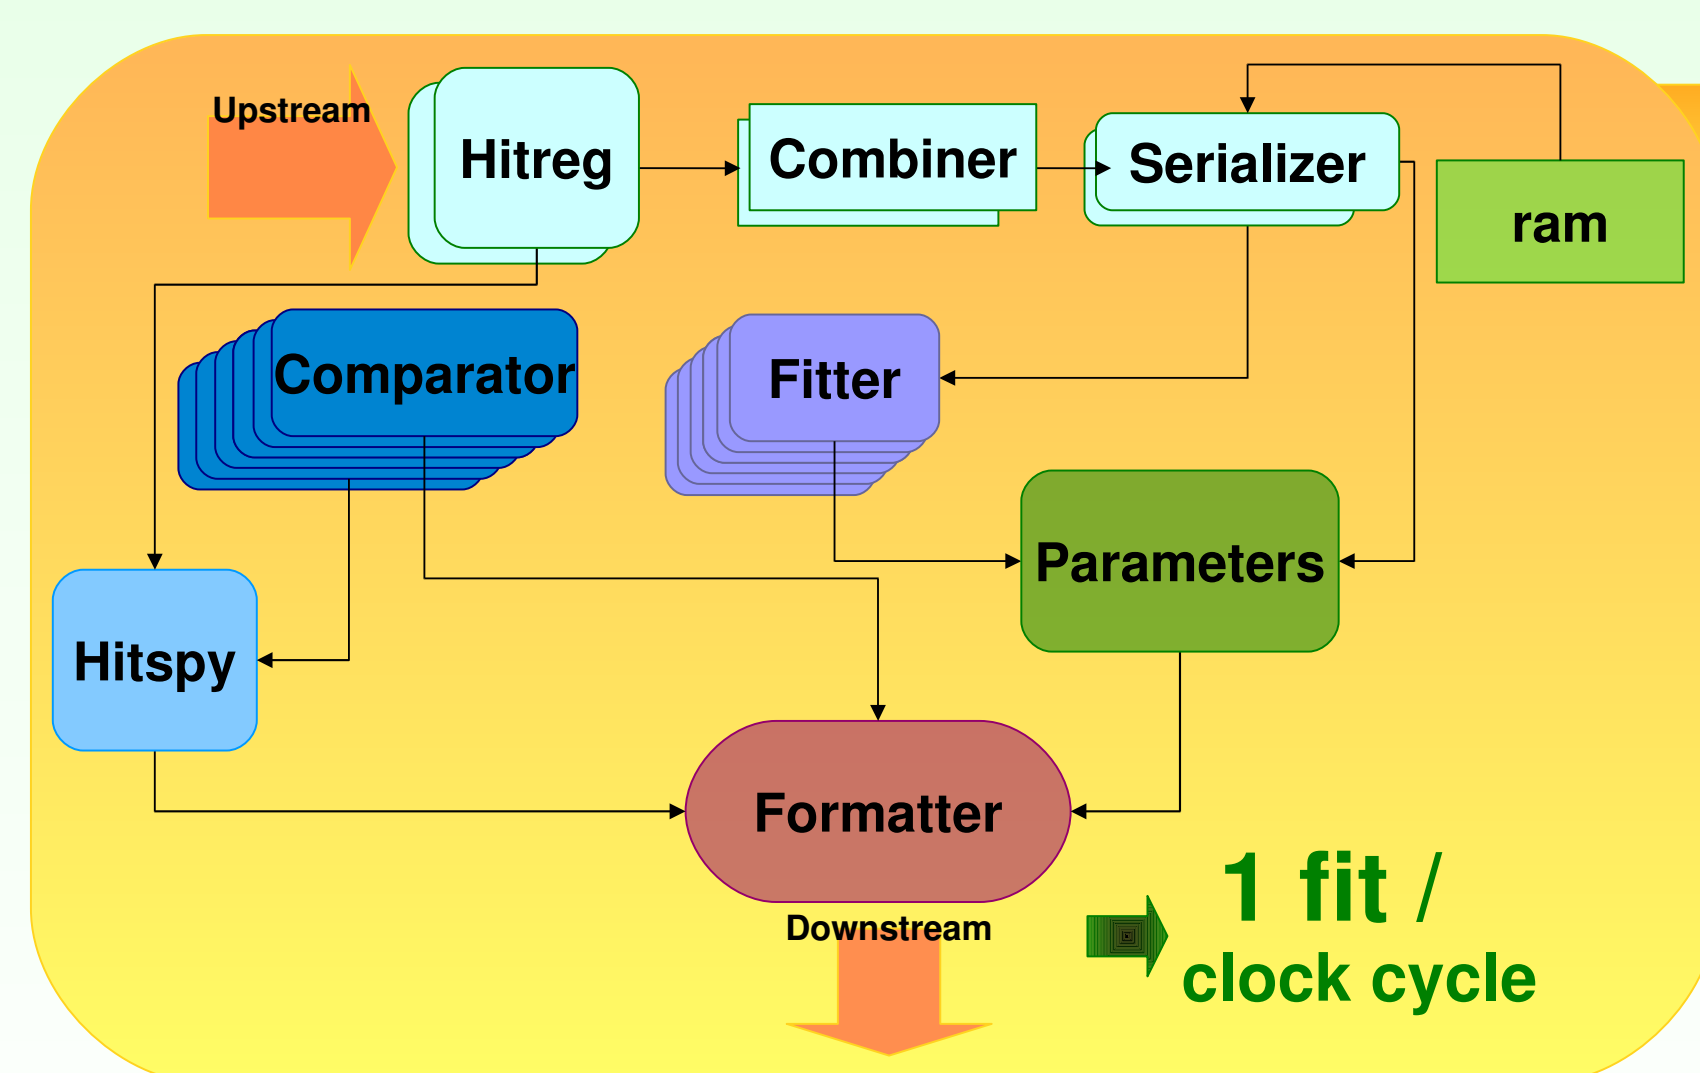 Upstream
Hitreg
Combiner
Serializer
ram
Comparator
Fitter
Parameters
Hitspy
Formatter
Downstream
1 fit /
clock cycle